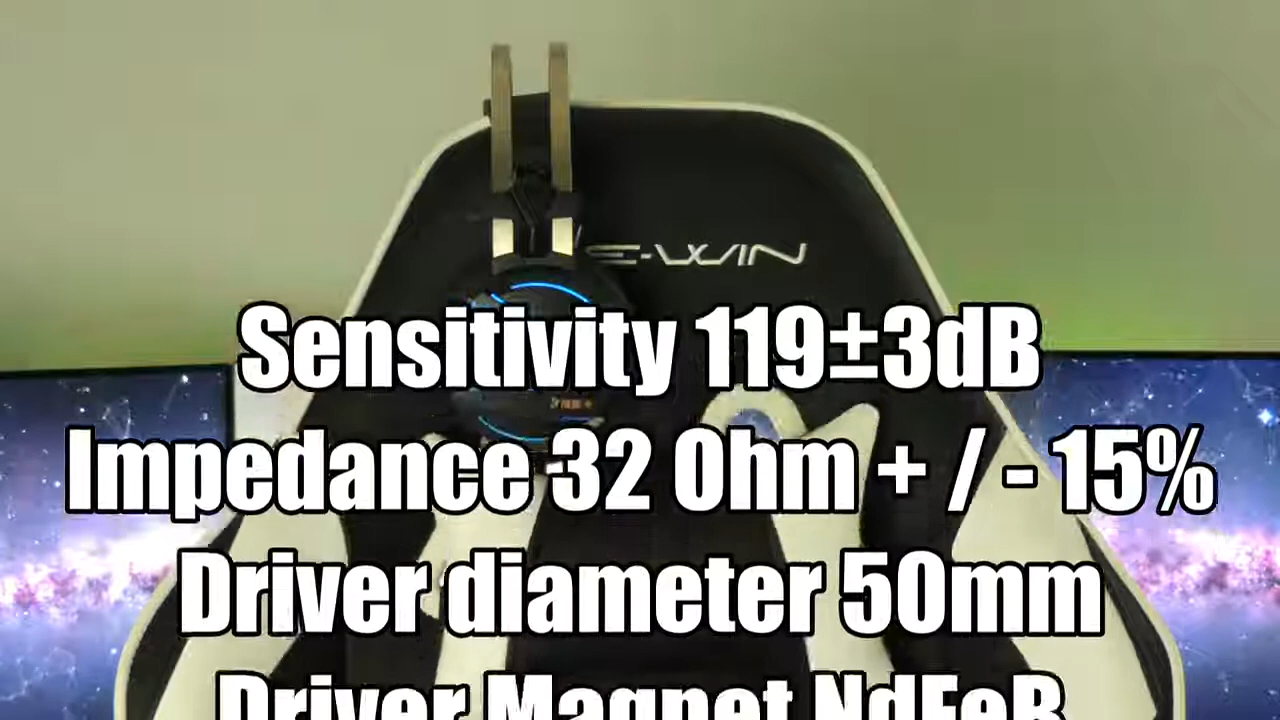 E-WIN
Sensitivity 119±3dB
Impedance 32 Ohm + / - 15%
Driver diameter 50mm
Driver Magnet NdFeB